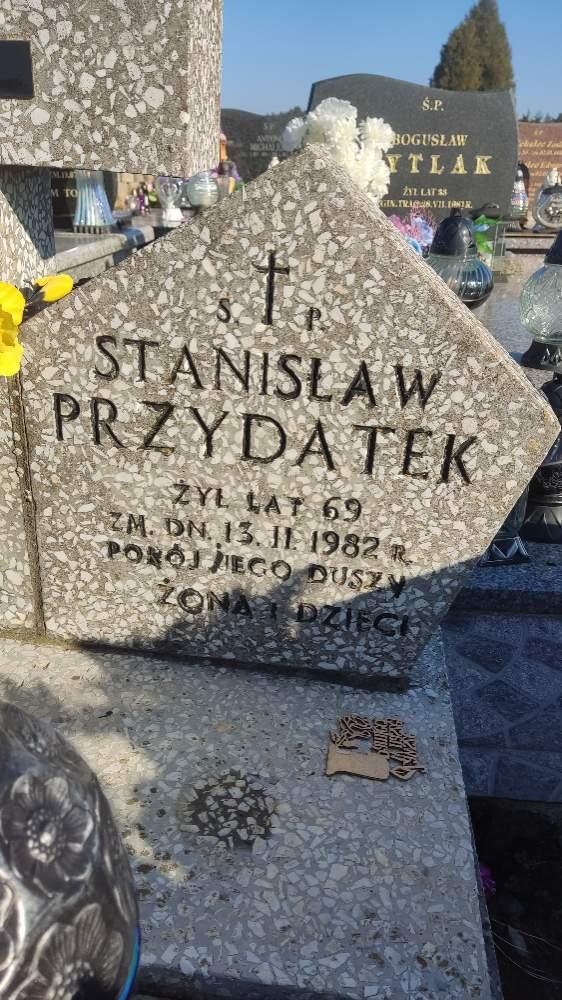 Ś.P.
BOGUSŁAW
YTLAK
ŻYŁ LAT
S. P.
STANISŁAW
PRZYDATEK
ŻYŁ LAT 69
ZM. DN. 13. II. 1982 R.
POKÓJ JEGO DUSZY
ŻONA I DZIECI